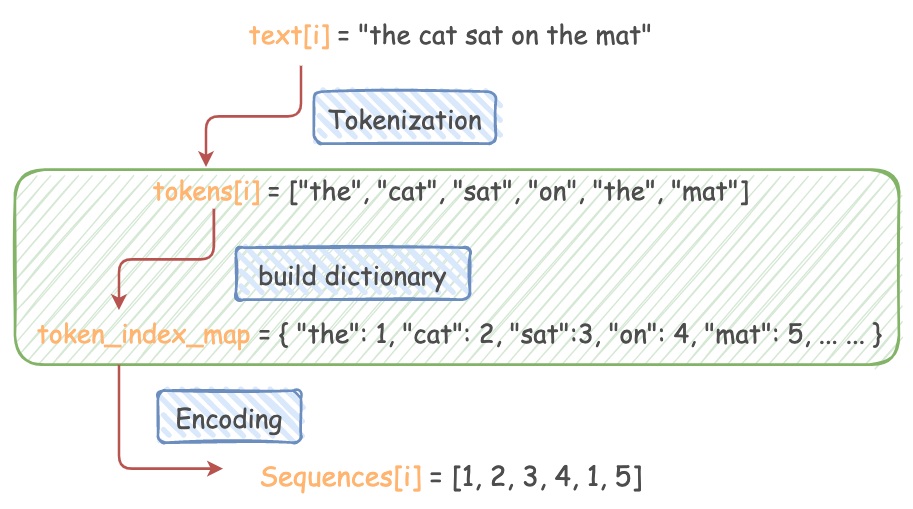 text[i] = "the cat sat on the mat"
Tokenization
tokens[i] = ["the", "cat", "sat", "on", "the", "mat"]
build dictionary
token_index_map = { "the": 1, "cat": 2, "sat":3, "on": 4, "mat": 5, ... ... }
Encoding
Sequences[i] = [1, 2, 3, 4, 1, 5]